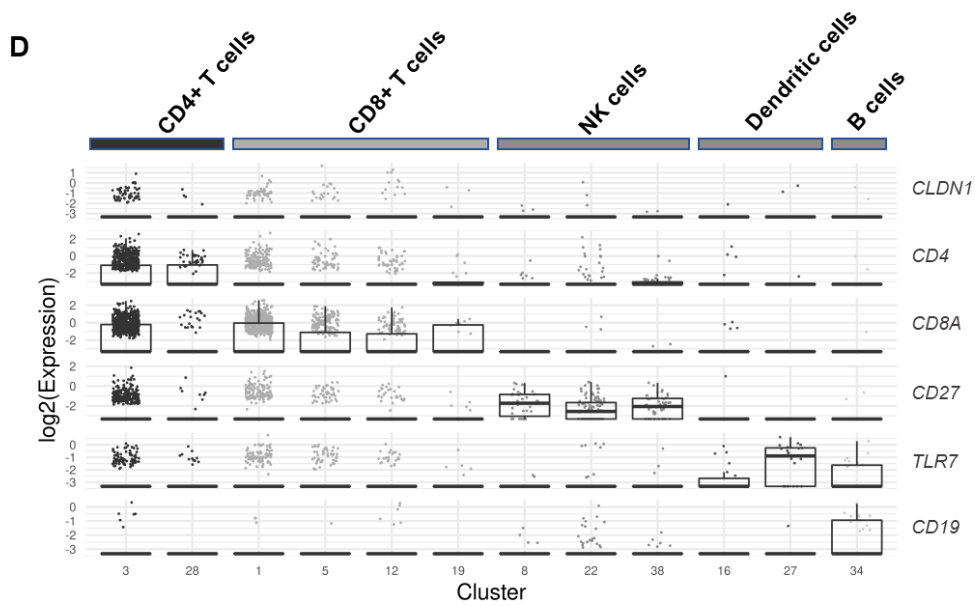 D
CD4+ T cells
CD8+ T cells
NK cells
Dendritic cells
B cells
log2(Expression)
1
0
-1
-2
-3
CLDN1
2
0
-2
CD4
2
0
-2
CD8A
2
0
-2
CD27
0
-1
-2
-3
TLR7
0
-1
-2
-3
CD19
3 28 1 5 12 19 8 22 38 16 27 34
Cluster